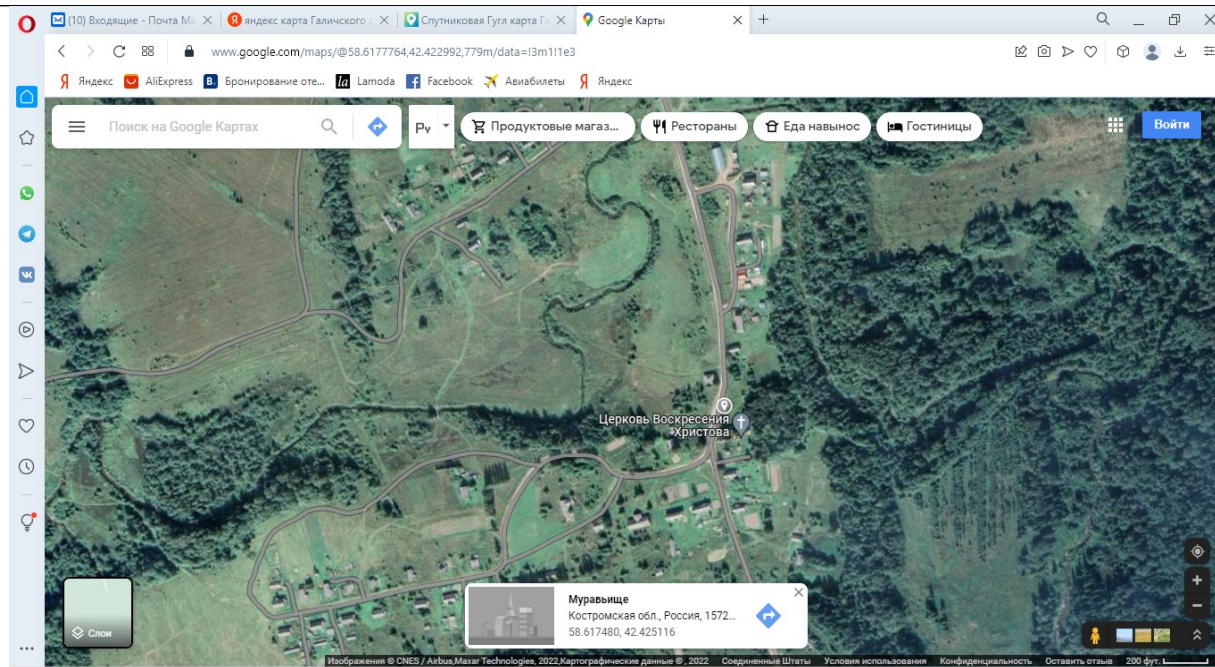 (10) Входящие - Почта Ма
яндекс карта Галичского р
Спутниковая Гугл карта Га
Google Карты
www.google.com/maps/@58.6177764,42.422992,779m/data=!3m1!1e3
Яндекс
AliExpress
Бронирование оте...
Lamoda
Facebook
Авиабилеты
Яндекс
Поиск на Google Картах
Продуктовые магаз...
Рестораны
Еда навынос
Гостиницы
Войти
Церковь Воскресения
Христова
Муравьище
Костромская обл., Россия, 1572...
58.617480, 42.425116
Слои
Изображения © CNES / Airbus,Maxar Technologies, 2022,Картографические данные © , 2022 Соединенные Штаты Условия использования Конфиденциальность Оставить отзыв 200 фут.